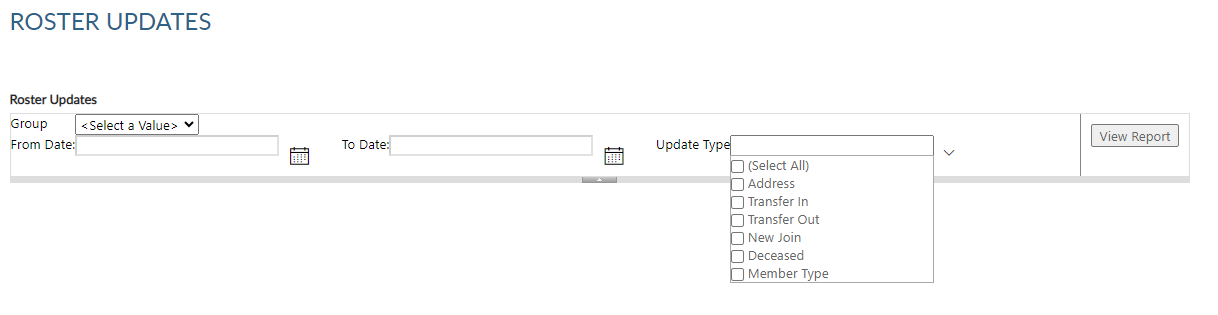 ROSTER UPDATES
Roster Updates
Group <Select a Value>
From Date: To Date: Update Type View Report
(Select All)
Address
Transfer In
Transfer Out
New Join
Deceased
Member Type